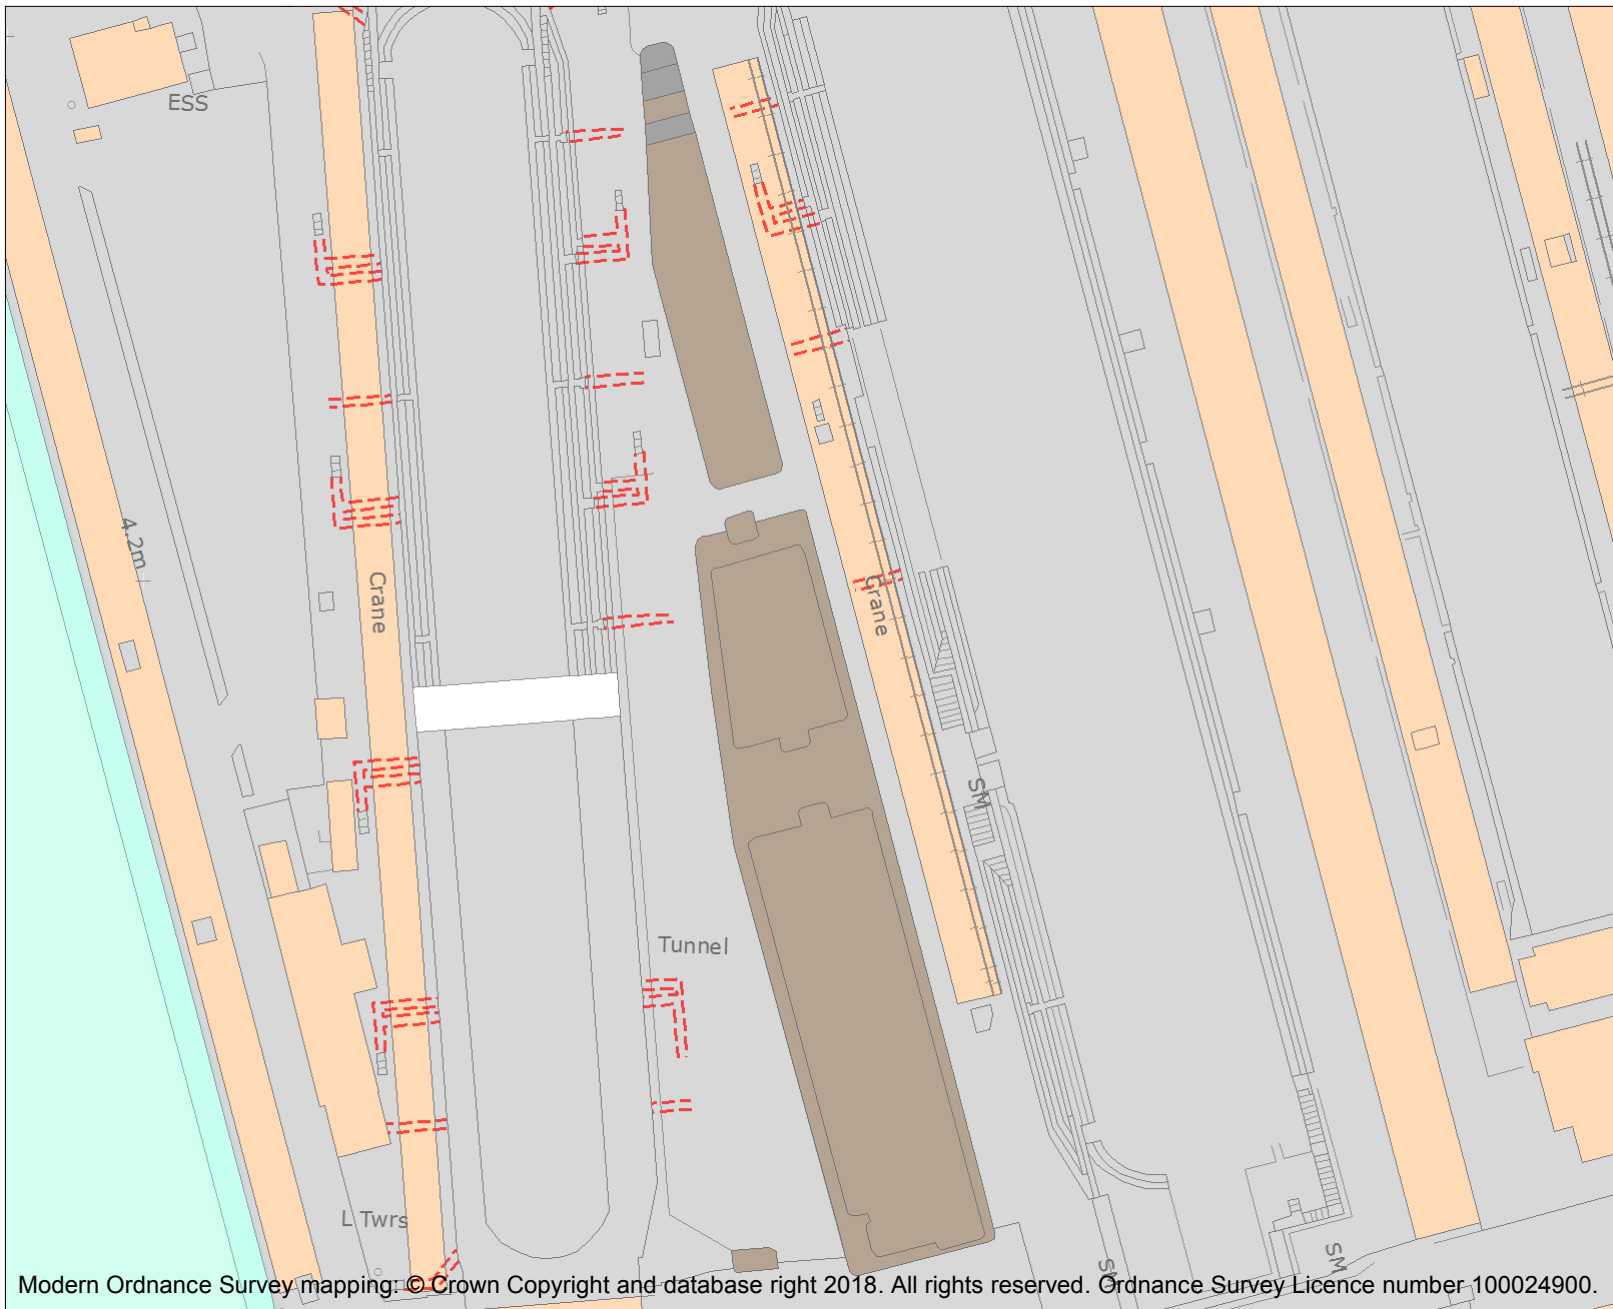 ESS
4.2m
Crane
Crane
SM
Tunnel
L Twrs
SM
SM
Modern Ordnance Survey mapping: © Crown Copyright and database right 2018. All rights reserved. Ordnance Survey Licence number 100024900.